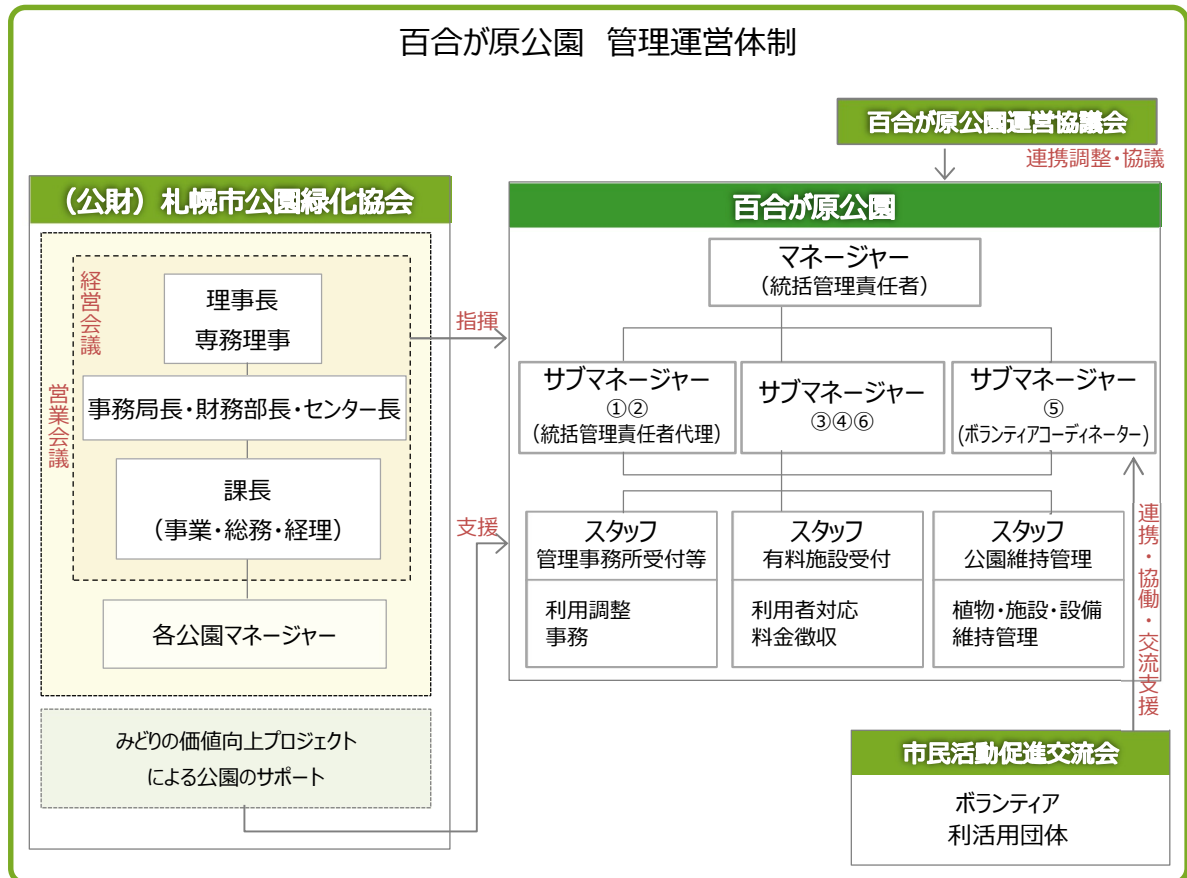 百合が原公園 管理運営体制
百合が原公園運営協議会
連携調整・協議
（公財）札幌市公園緑化協会
経営会議
営業会議
理事長
専務理事
事務局長・財務部長・センター長
課長
（事業・総務・経理）
各公園マネージャー
みどりの価値向上プロジェクト
による公園のサポート
指揮
支援
百合が原公園
マネージャー
（統括管理責任者）
サブマネージャー
①②
（統括管理責任者代理）
サブマネージャー
③④⑥
サブマネージャー
⑤
（ボランティアコーディネーター）
スタッフ
管理事務所受付等
利用調整
事務
スタッフ
有料施設受付
利用者対応
料金徴収
スタッフ
公園維持管理
植物・施設・設備
維持管理
連携・協働・交流支援
市民活動促進交流会
ボランティア
利活用団体